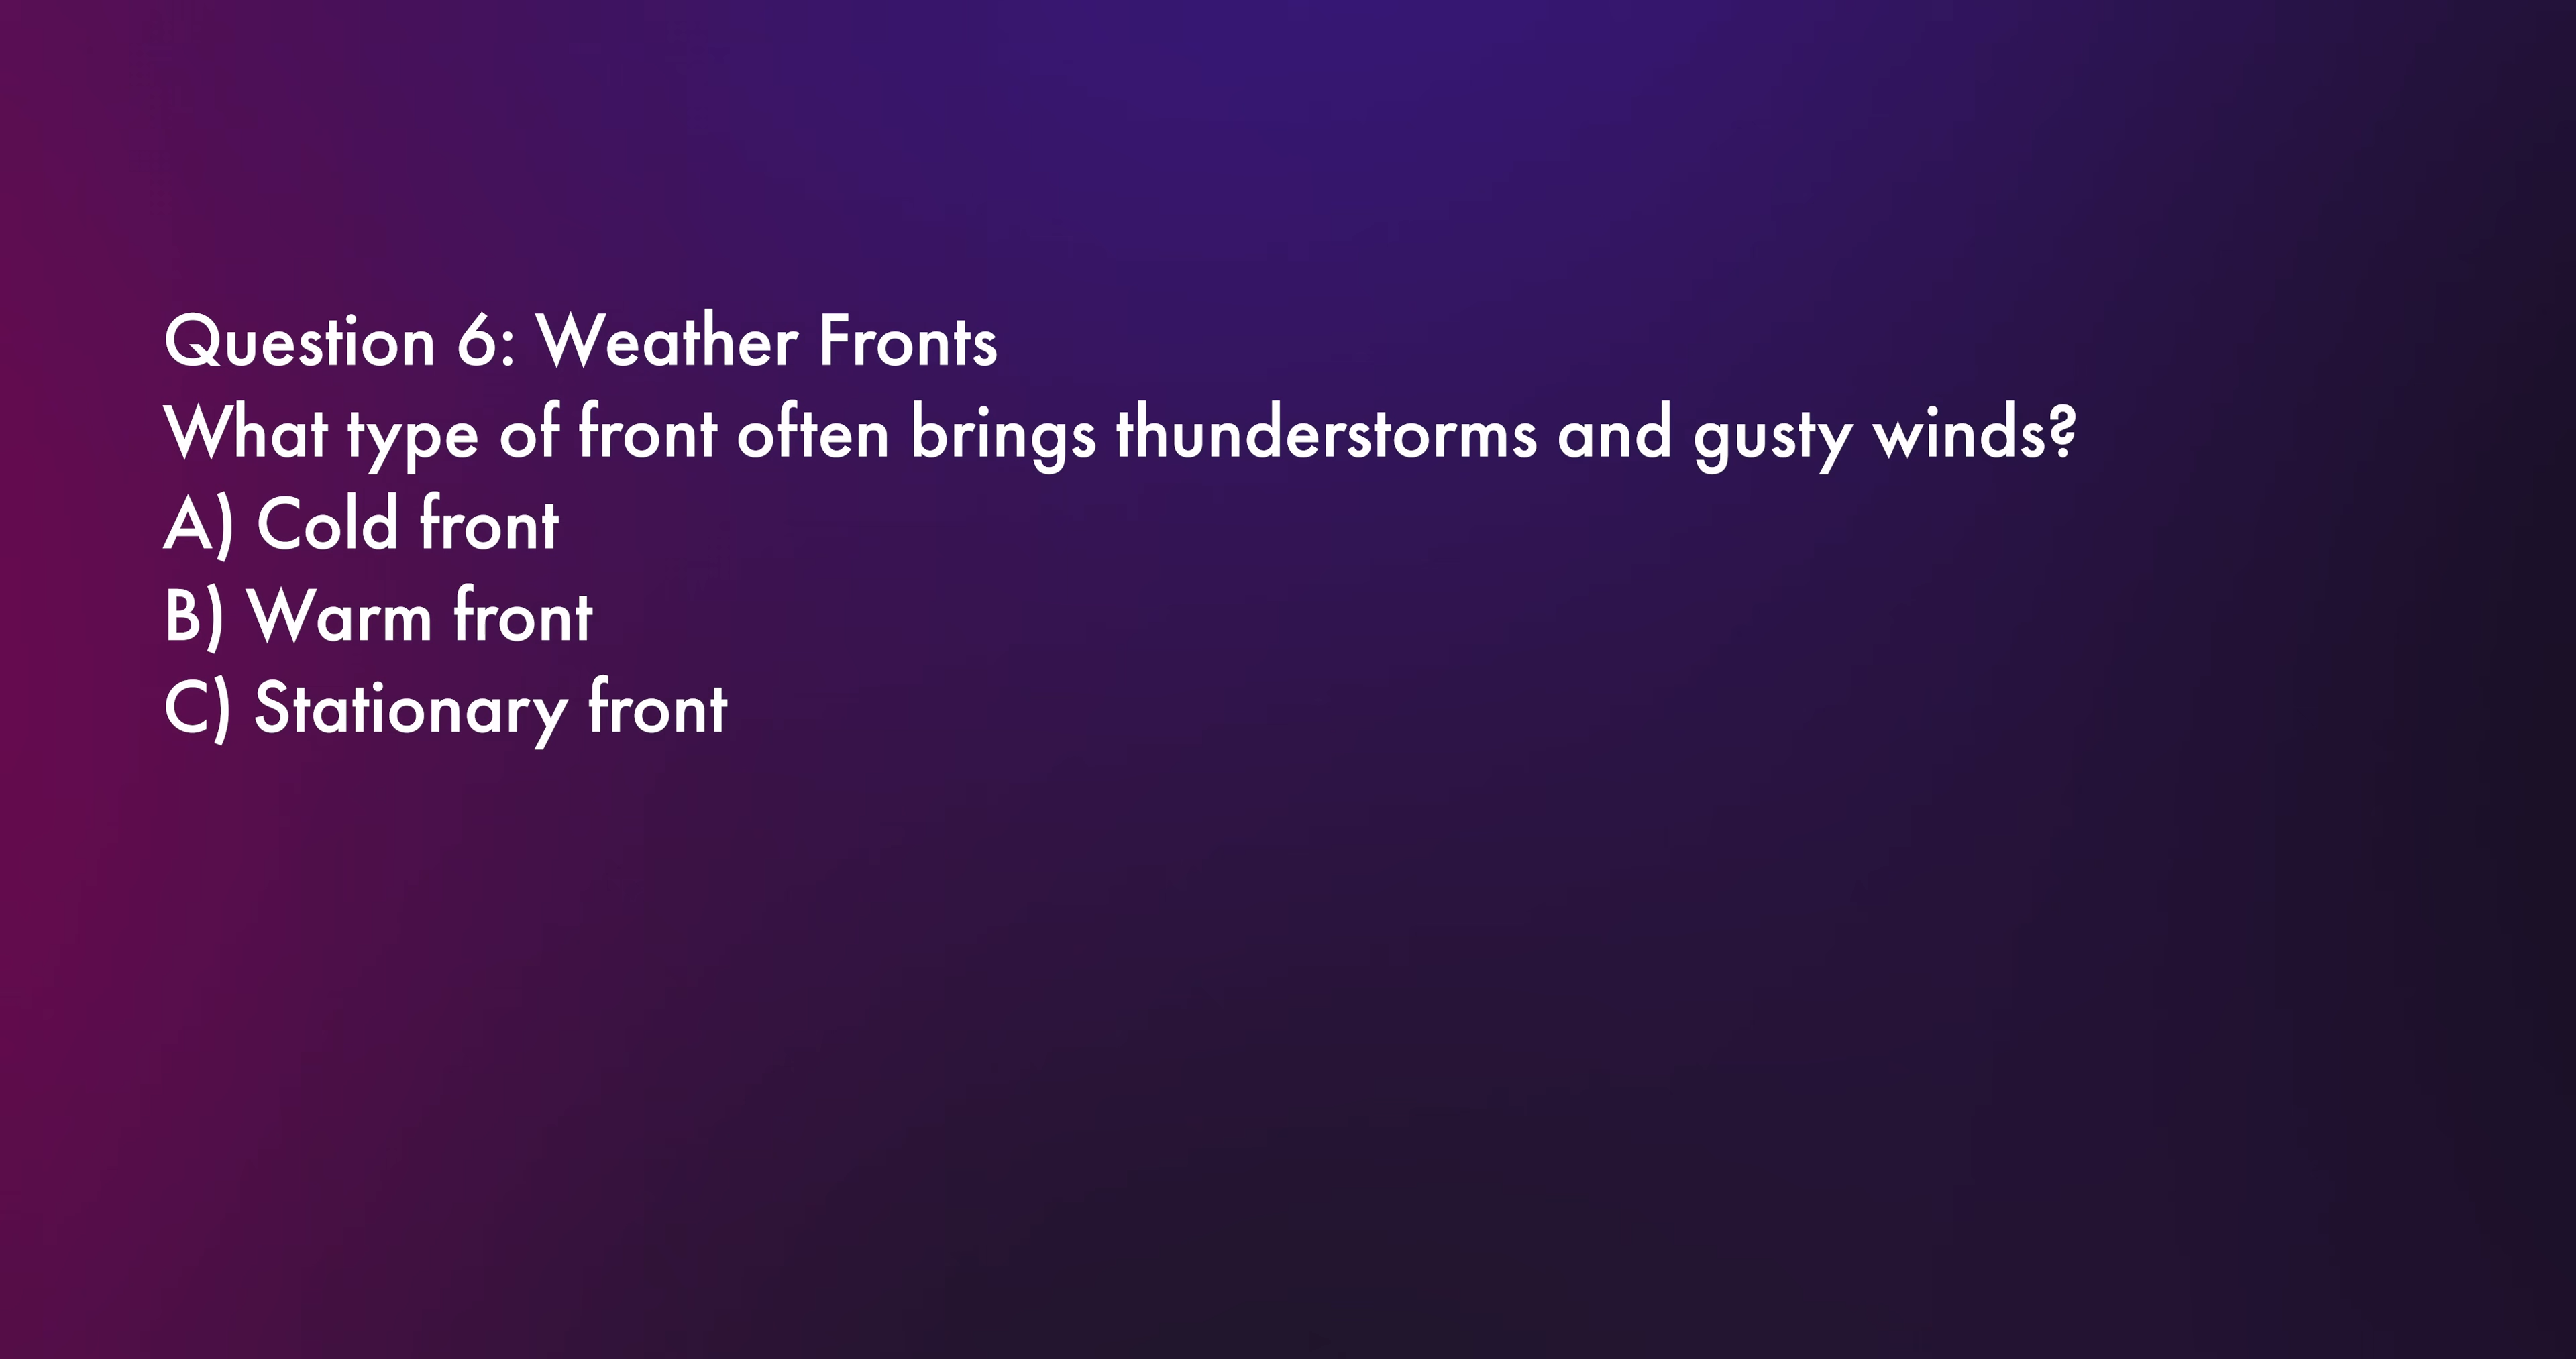 Question 6: Weather Fronts
What type of front often brings thunderstorms and gusty winds?
A) Cold front
B) Warm front
C) Stationary front